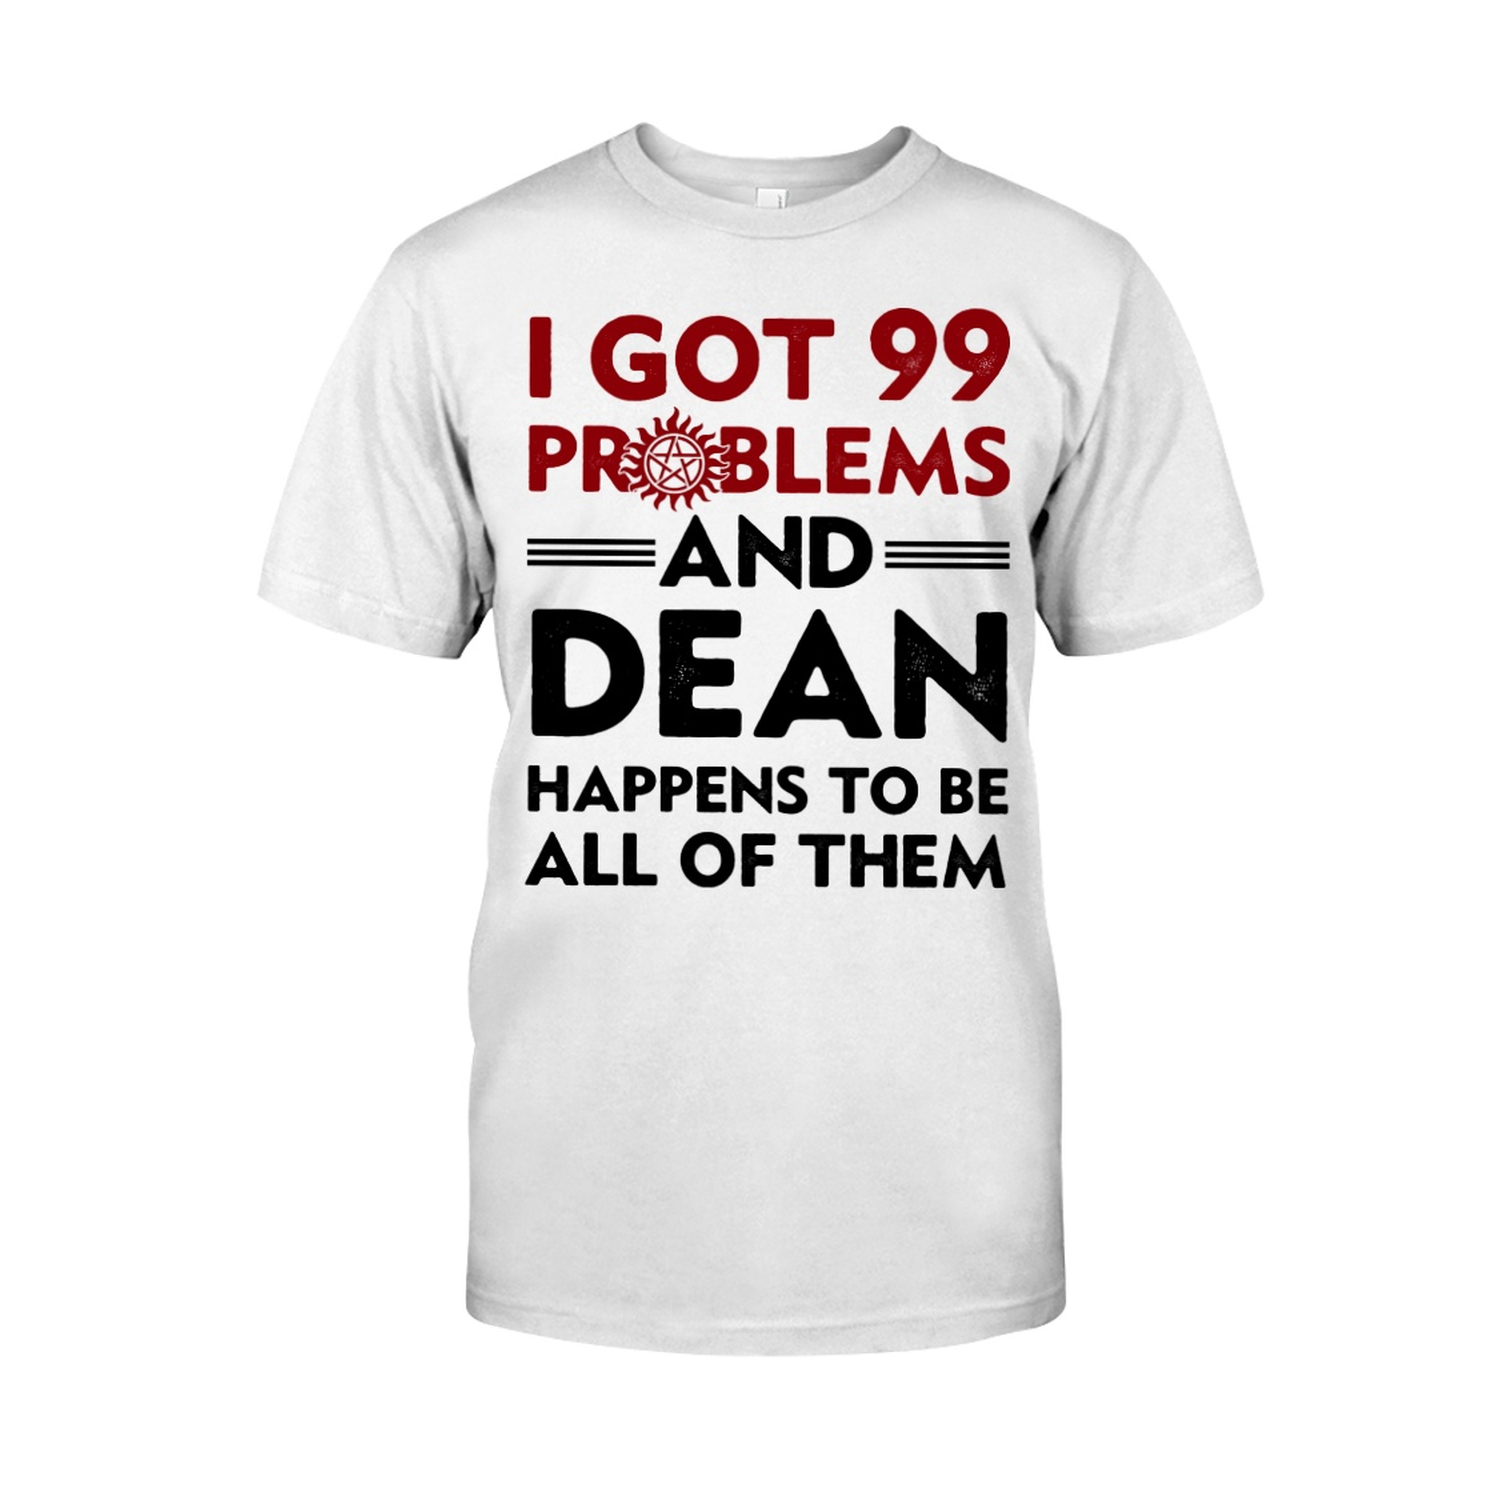 I GOT 99
PROBLEMS
AND
DEAN
HAPPENS TO BE
ALL OF THEM